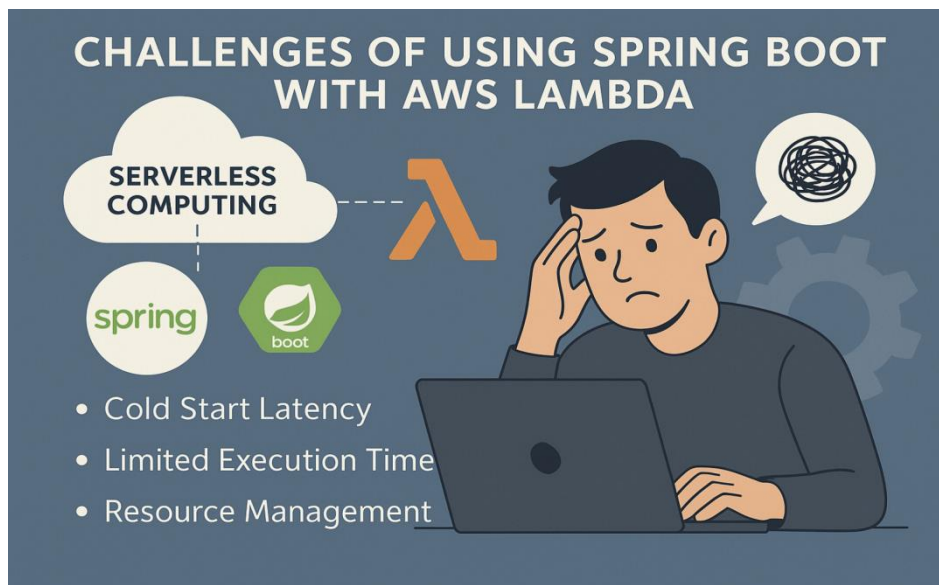 CHALLENGES OF USING SPRING BOOT
WITH AWS LAMBDA
SERVERLESS
COMPUTING
spring
boot
• Cold Start Latency
• Limited Execution Time
• Resource Management